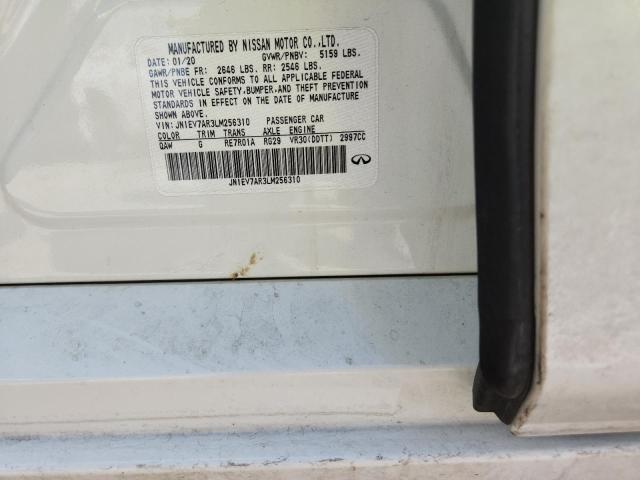 MANUFACTURED BY NISSAN MOTOR CO.,LTD.
DATE: 01/20 GVWR/PNBV: 5159 LBS.
GAWR/PNBE FR: 2646 LBS. RR: 2546 LBS.
THIS VEHICLE CONFORMS TO ALL APPLICABLE FEDERAL
MOTOR VEHICLE SAFETY,BUMPER,AND THEFT PREVENTION
STANDARDS IN EFFECT ON THE DATE OF MANUFACTURE
SHOWN ABOVE.
VIN: JN1EV7AR3LM256310 PASSENGER CAR
COLOR TRIM TRANS AXLE ENGINE
QAW G RE7R01A RG29 VR30(DDTT) 2997CC
JN1EV7AR3LM256310